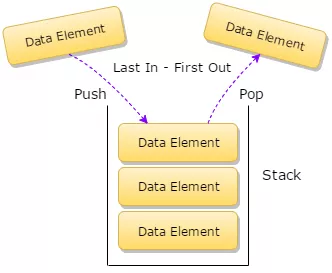 Data Element
Data Element
Last In - First Out
Push
Pop
Data Element
Stack
Data Element
Data Element